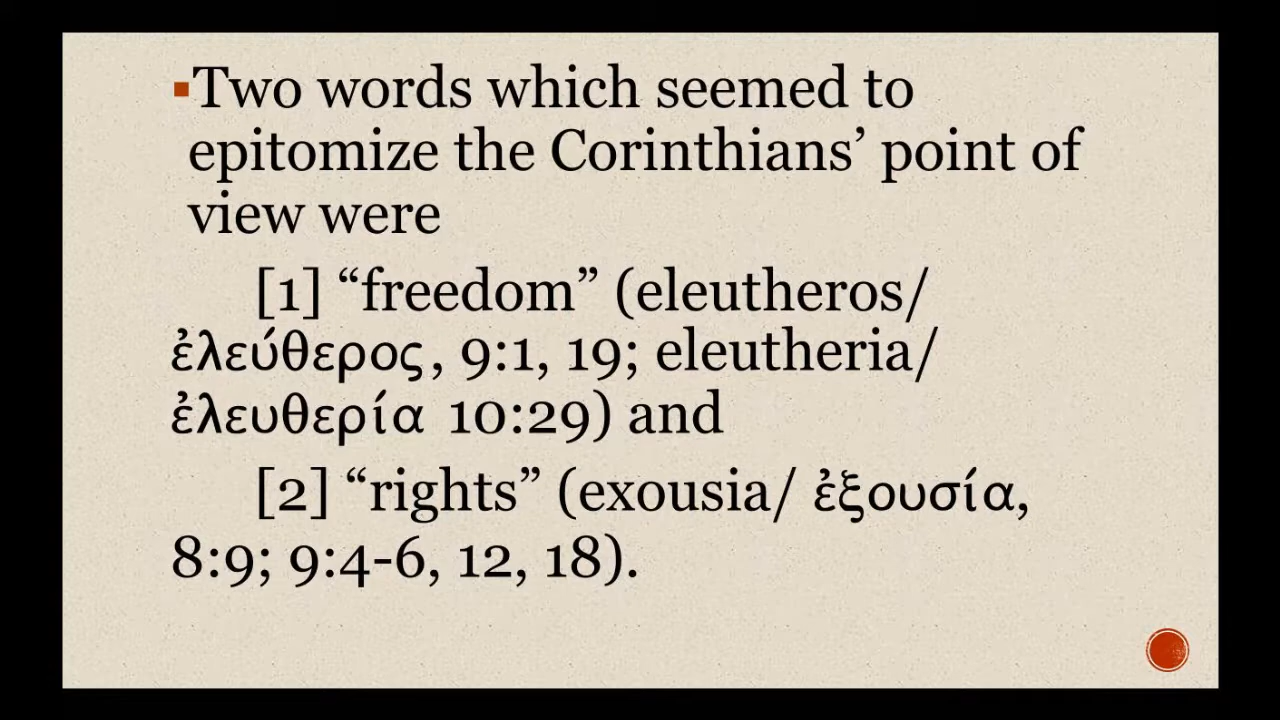 ▪Two words which seemed to
epitomize the Corinthians’ point of
view were
[1] “freedom” (eleutheros/
ἐλεύθερος, 9:1, 19; eleutheria/
ἐλευθερία 10:29) and
[2] “rights” (exousia/ ἐξουσία,
8:9; 9:4-6, 12, 18).